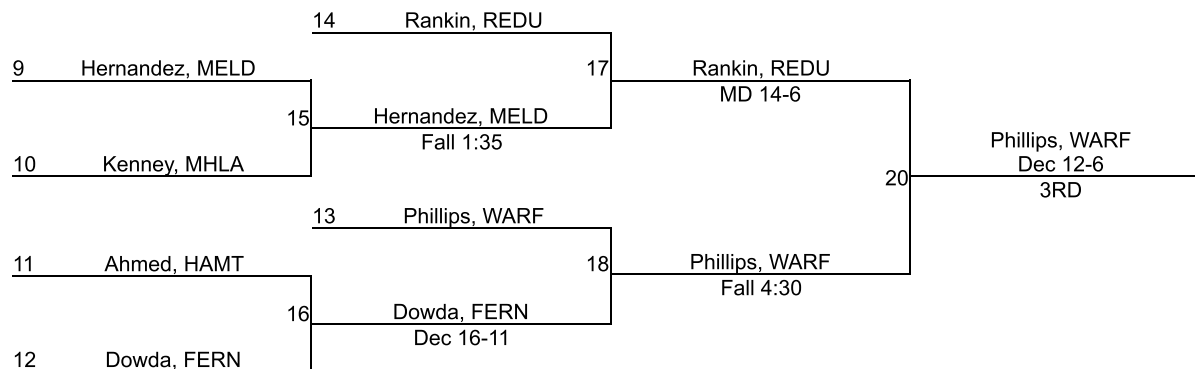 14 Rankin, REDU
9 Hernandez, MELD
17 Rankin, REDU
MD 14-6
15 Hernandez, MELD
Fall 1:35
10 Kenney, MHLA
Phillips, WARF
Dec 12-6
20
3RD
13 Phillips, WARF
11 Ahmed, HAMT
18 Phillips, WARF
Fall 4:30
16 Dowda, FERN
Dec 16-11
12 Dowda, FERN